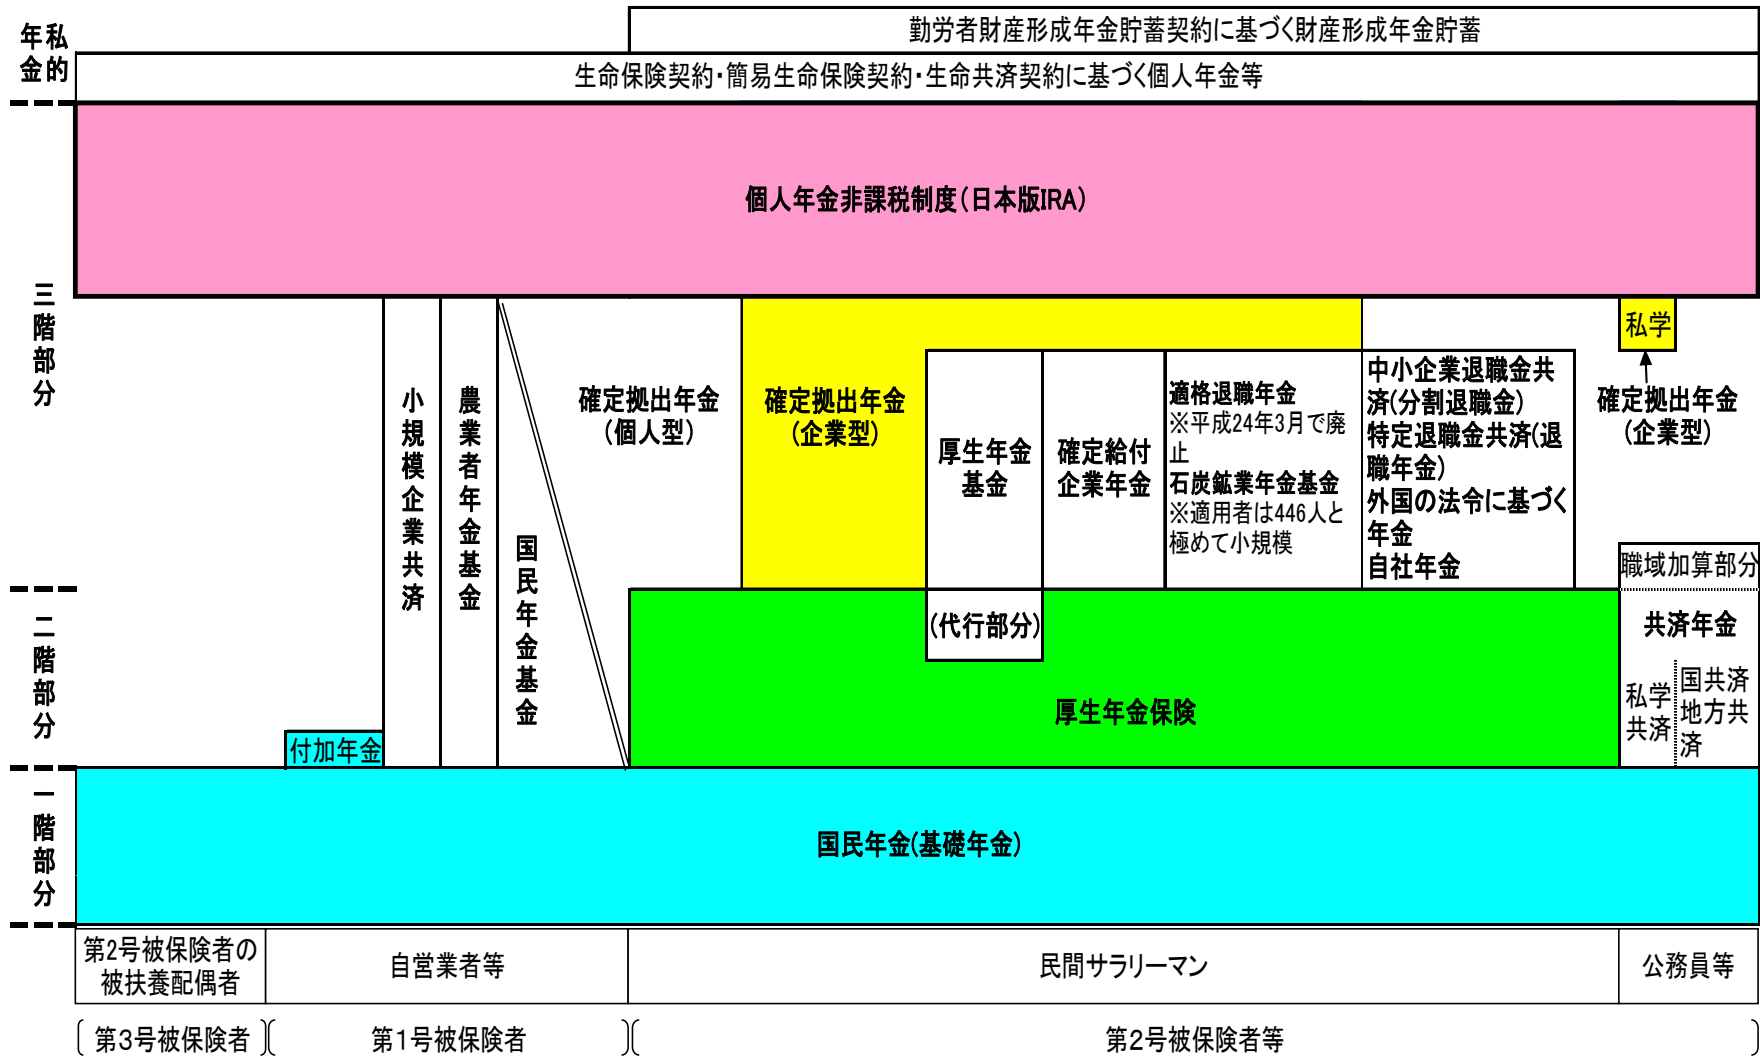 私的
年金
勤労者財産形成年金貯蓄契約に基づく財産形成年金貯蓄
生命保険契約・簡易生命保険契約・生命共済契約に基づく個人年金等
個人年金非課税制度（日本版IRA）
三階部分
小規模企業共済
農業者年金基金
国民年金基金
確定拠出年金
（個人型）
確定拠出年金
（企業型）
厚生年金
基金
確定給付
企業年金
適格退職年金
※平成24年3月で廃
止
石炭鉱業年金基金
※適用者は446人と
極めて小規模
中小企業退職金共
済(分割退職金)
特定退職金共済(退
職年金)
外国の法令に基づく
年金
自社年金
私学
確定拠出年金
（企業型）
職域加算部分
二階部分
付加年金
(代行部分)
厚生年金保険
共済年金
私学
共済
国共済
地方共
済
一階部分
国民年金(基礎年金)
第2号被保険者の
被扶養配偶者
自営業者等
民間サラリーマン
公務員等
第3号被保険者
第1号被保険者
第2号被保険者等